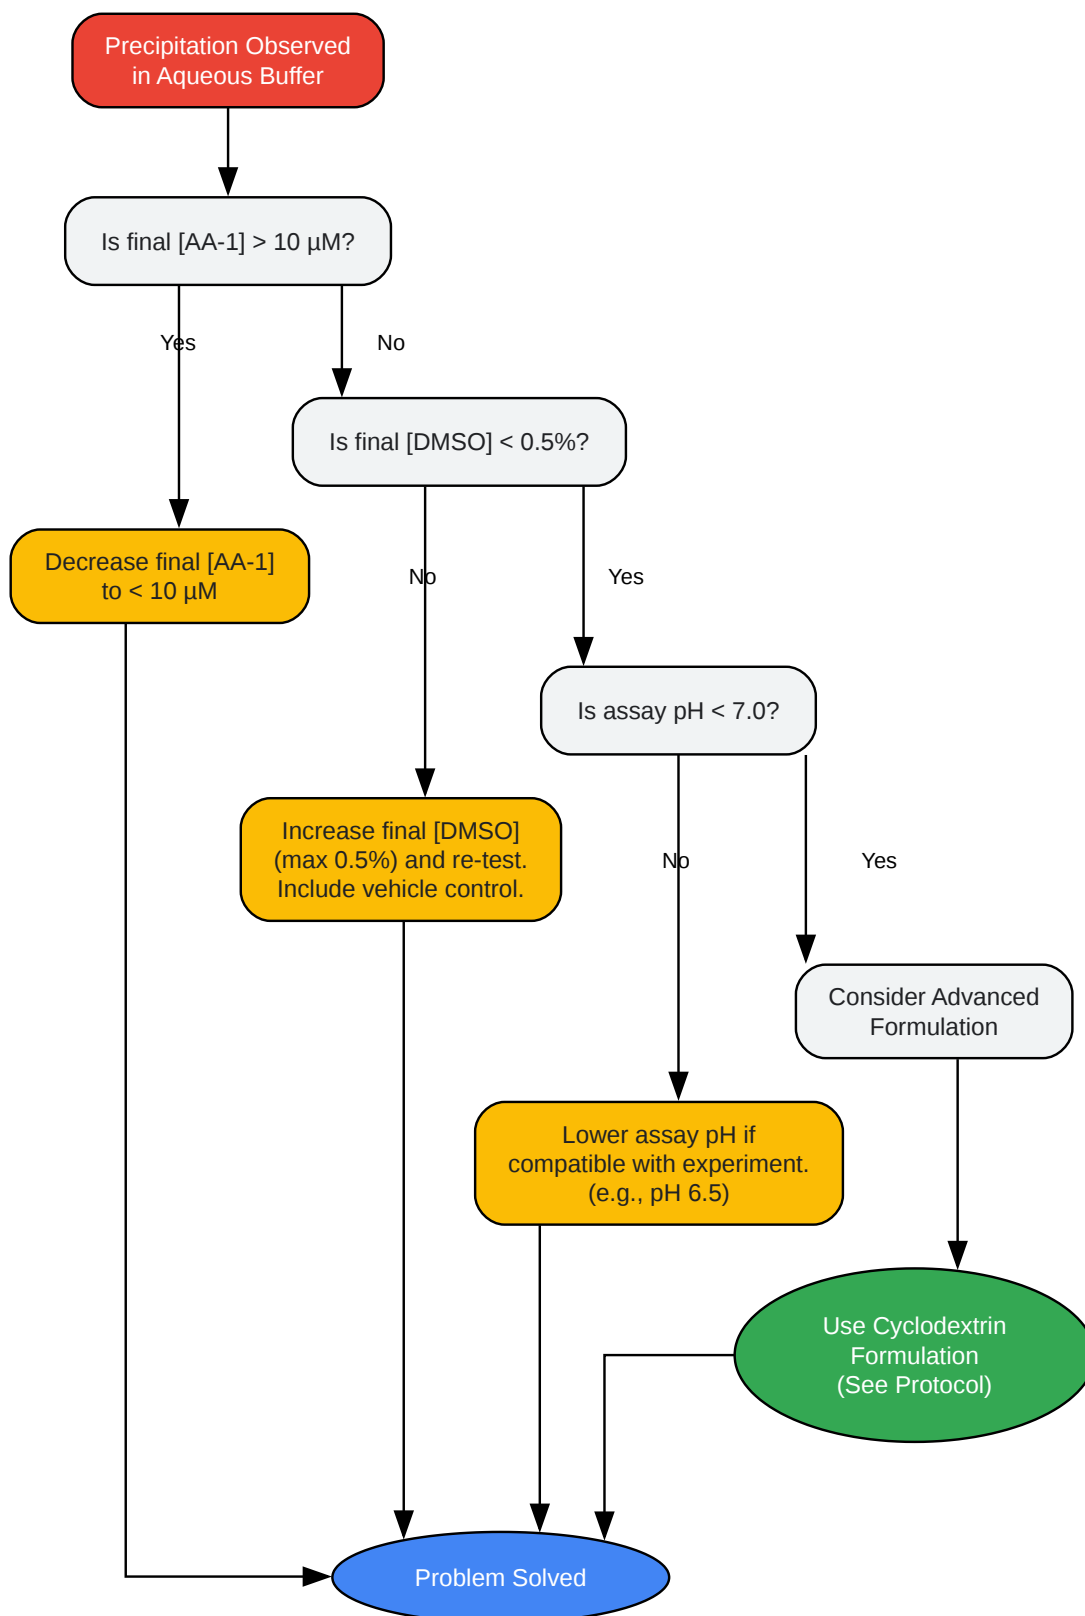 Precipitation Observed
in Aqueous Buffer
Is final [AA-1] > 10 µM?
Yes
No
Is final [DMSO] < 0.5%?
Decrease final [AA-1]
to < 10 µM
No
Yes
Is assay pH < 7.0?
Increase final [DMSO]
(max 0.5%) and re-test.
Include vehicle control.
No
Yes
Consider Advanced
Formulation
Lower assay pH if
compatible with experiment.
(e.g., pH 6.5)
Use Cyclodextrin
Formulation
(See Protocol)
Problem Solved